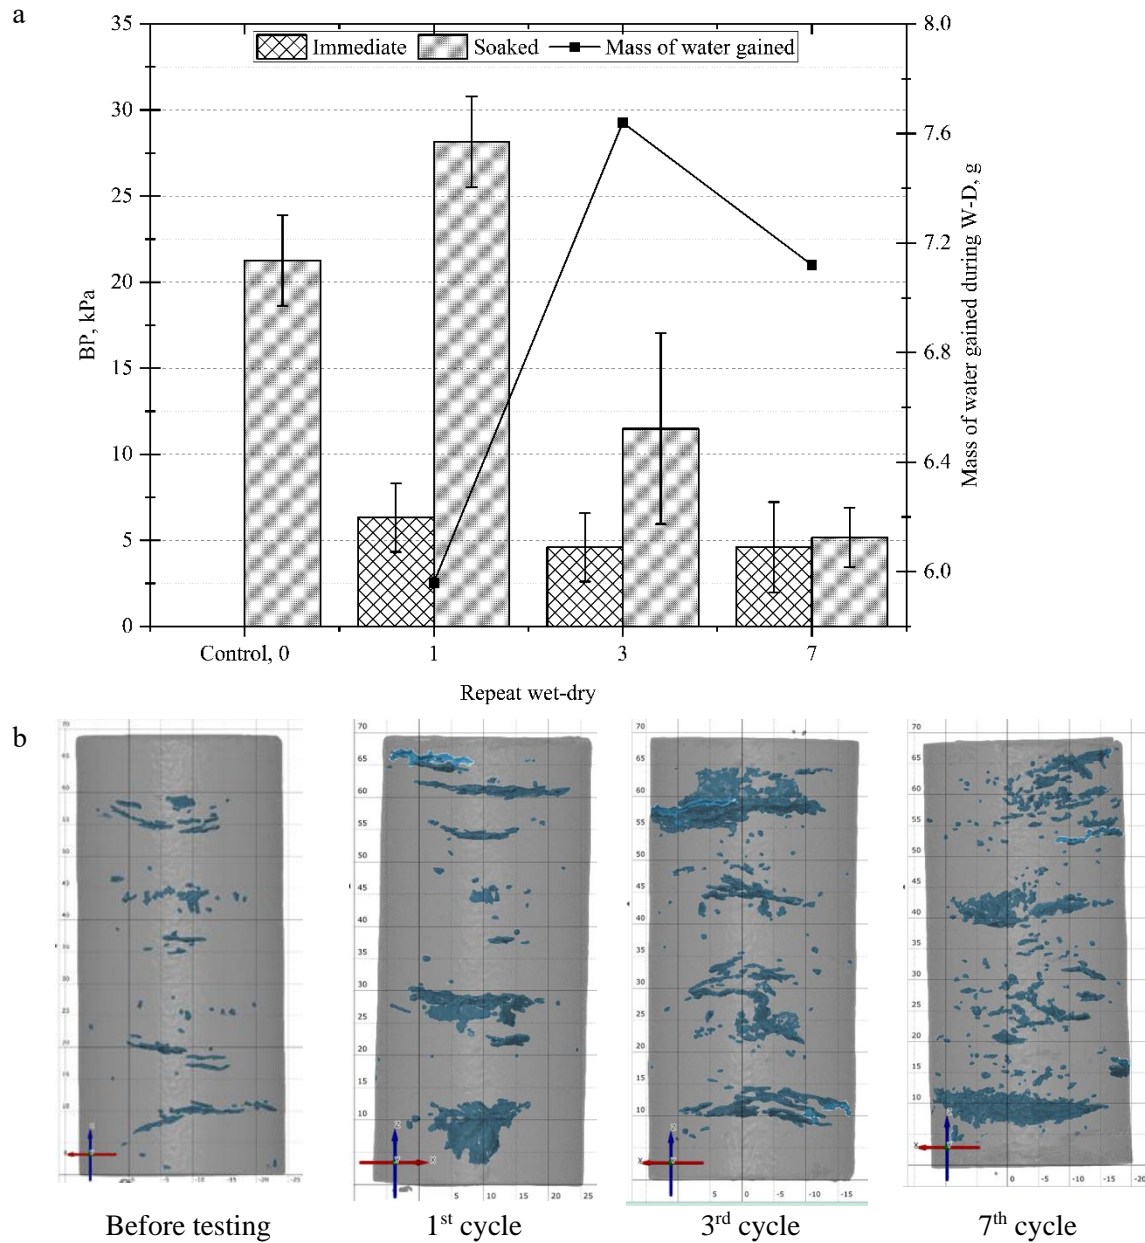 a
35
30
25
20
15
10
5
0
BP, kPa
Immediate Soaked Mass of water gained
8.0
7.6
7.2
6.8
6.4
6.0
Mass of water gained during W-D, g
Control, 0 1 3 7
Repeat wet-dry
b
Before testing 1st cycle 3rd cycle 7th cycle